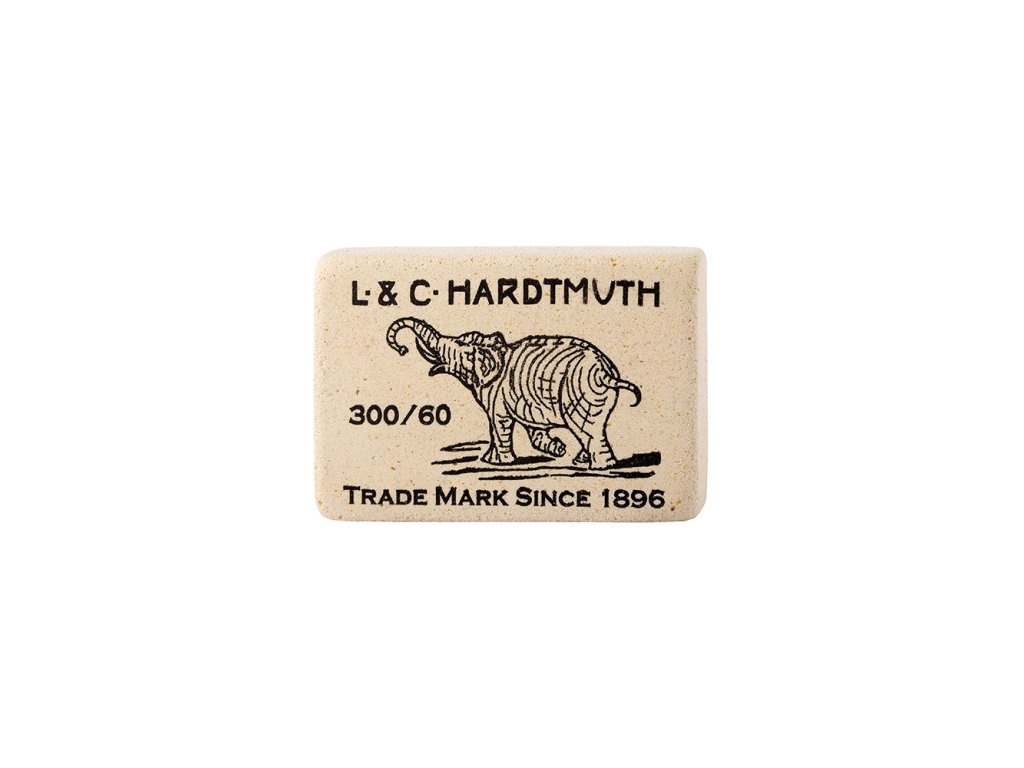 L. & C. HARDTMUTH
300/60
TRADE MARK SINCE 1896